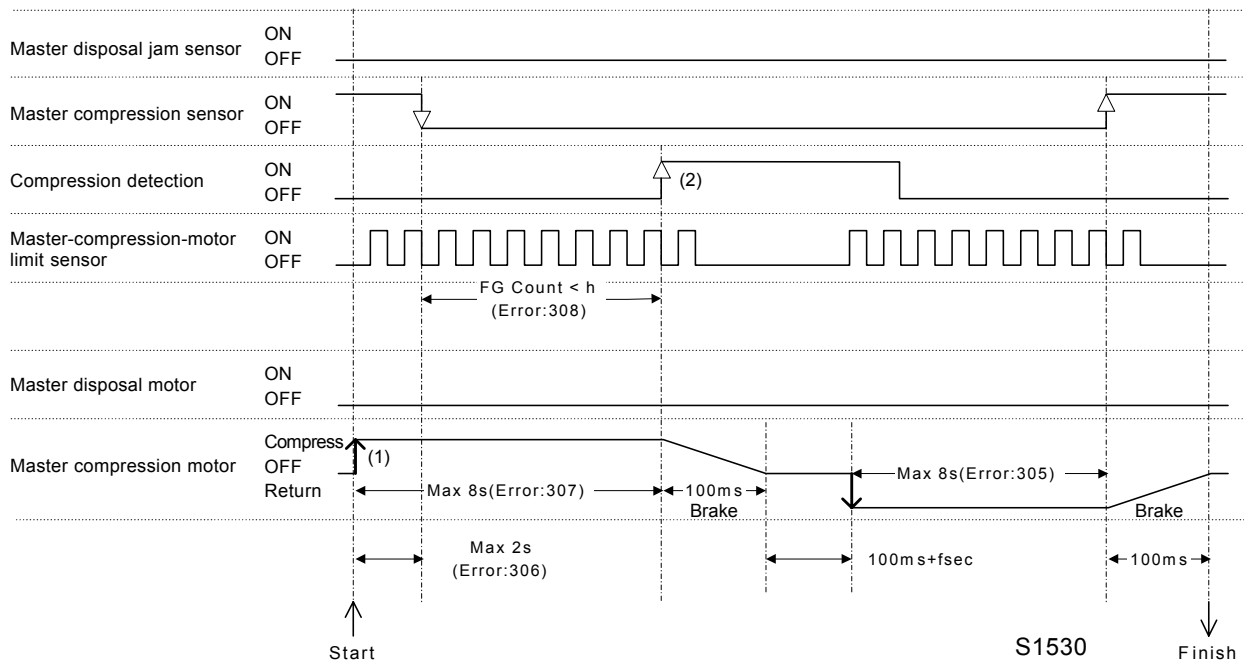 Master disposal jam sensor
ON
OFF
Master compression sensor
ON
OFF
Compression detection
ON
OFF
(2)
Master-compression-motor
limit sensor
ON
OFF
FG Count < h
(Error:308)
Master disposal motor
ON
OFF
Master compression motor
Compress
OFF
Return
(1)
Max 8s(Error:307)
100ms
Brake
Max 8s(Error:305)
Brake
Max 2s
(Error:306)
100ms+fsec
100ms
Start
S1530
Finish